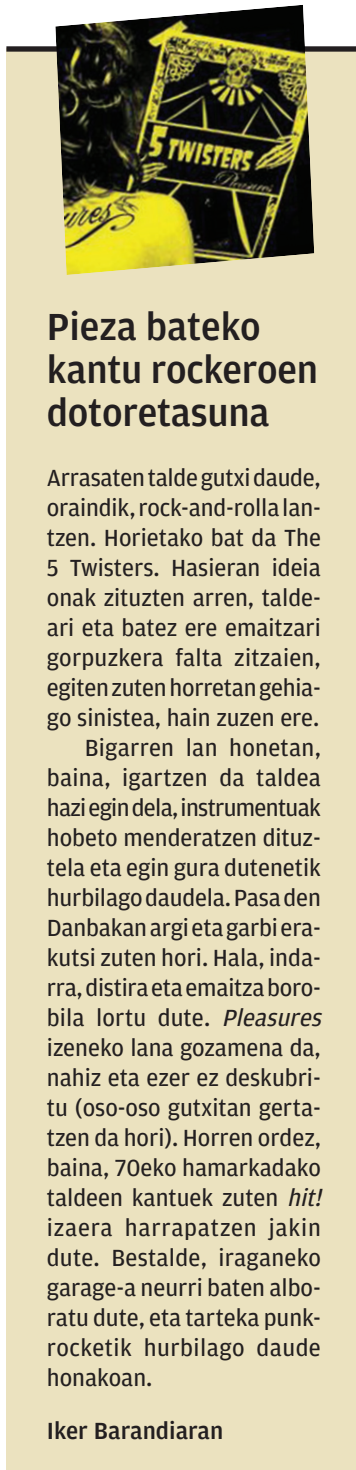 ures
5 TWISTERS
Pleasures
Pieza bateko
kantu rockeroen
dotoretasuna
Arrasaten talde gutxi daude,
oraindik, rock-and-rolla lan-
tzen. Horietako bat da The
5 Twisters. Hasieran ideia
onak zituzten arren, talde-
ari eta batez ere emaitzari
gorpuzkera falta zitzaien,
egiten zuten horretan gehia-
go sinistea, hain zuzen ere.
Bigarren lan honetan,
baina, igartzen da taldea
hazi egin dela, instrumentuak
hobeto menderatzen dituz-
tela eta egin gura dutenetik
hurbilago daudela. Pasa den
Danbakan argi eta garbi era-
kutsi zuten hori. Hala, inda-
rra, distira eta emaitza boro-
bila lortu dute. Pleasures
izeneko lana gozamena da,
nahiz eta ezer ez deskubri-
tu (oso-oso gutxitan gerta-
tzen da hori). Horren ordez,
baina, 70eko hamarkadako
taldeen kantuek zuten hit!
izaera harrapatzen jakin
dute. Bestalde, iraganeko
garage-a neurri baten albo-
ratu dute, eta tarteka punk-
rocketik hurbilago daude
honakoan.
Iker Barandiaran